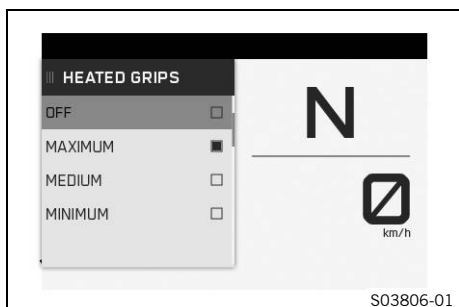 HEATED GRIPS
OFF
MAXIMUM
MEDIUM
MINIMUM
N
0
km/h
S03806-01